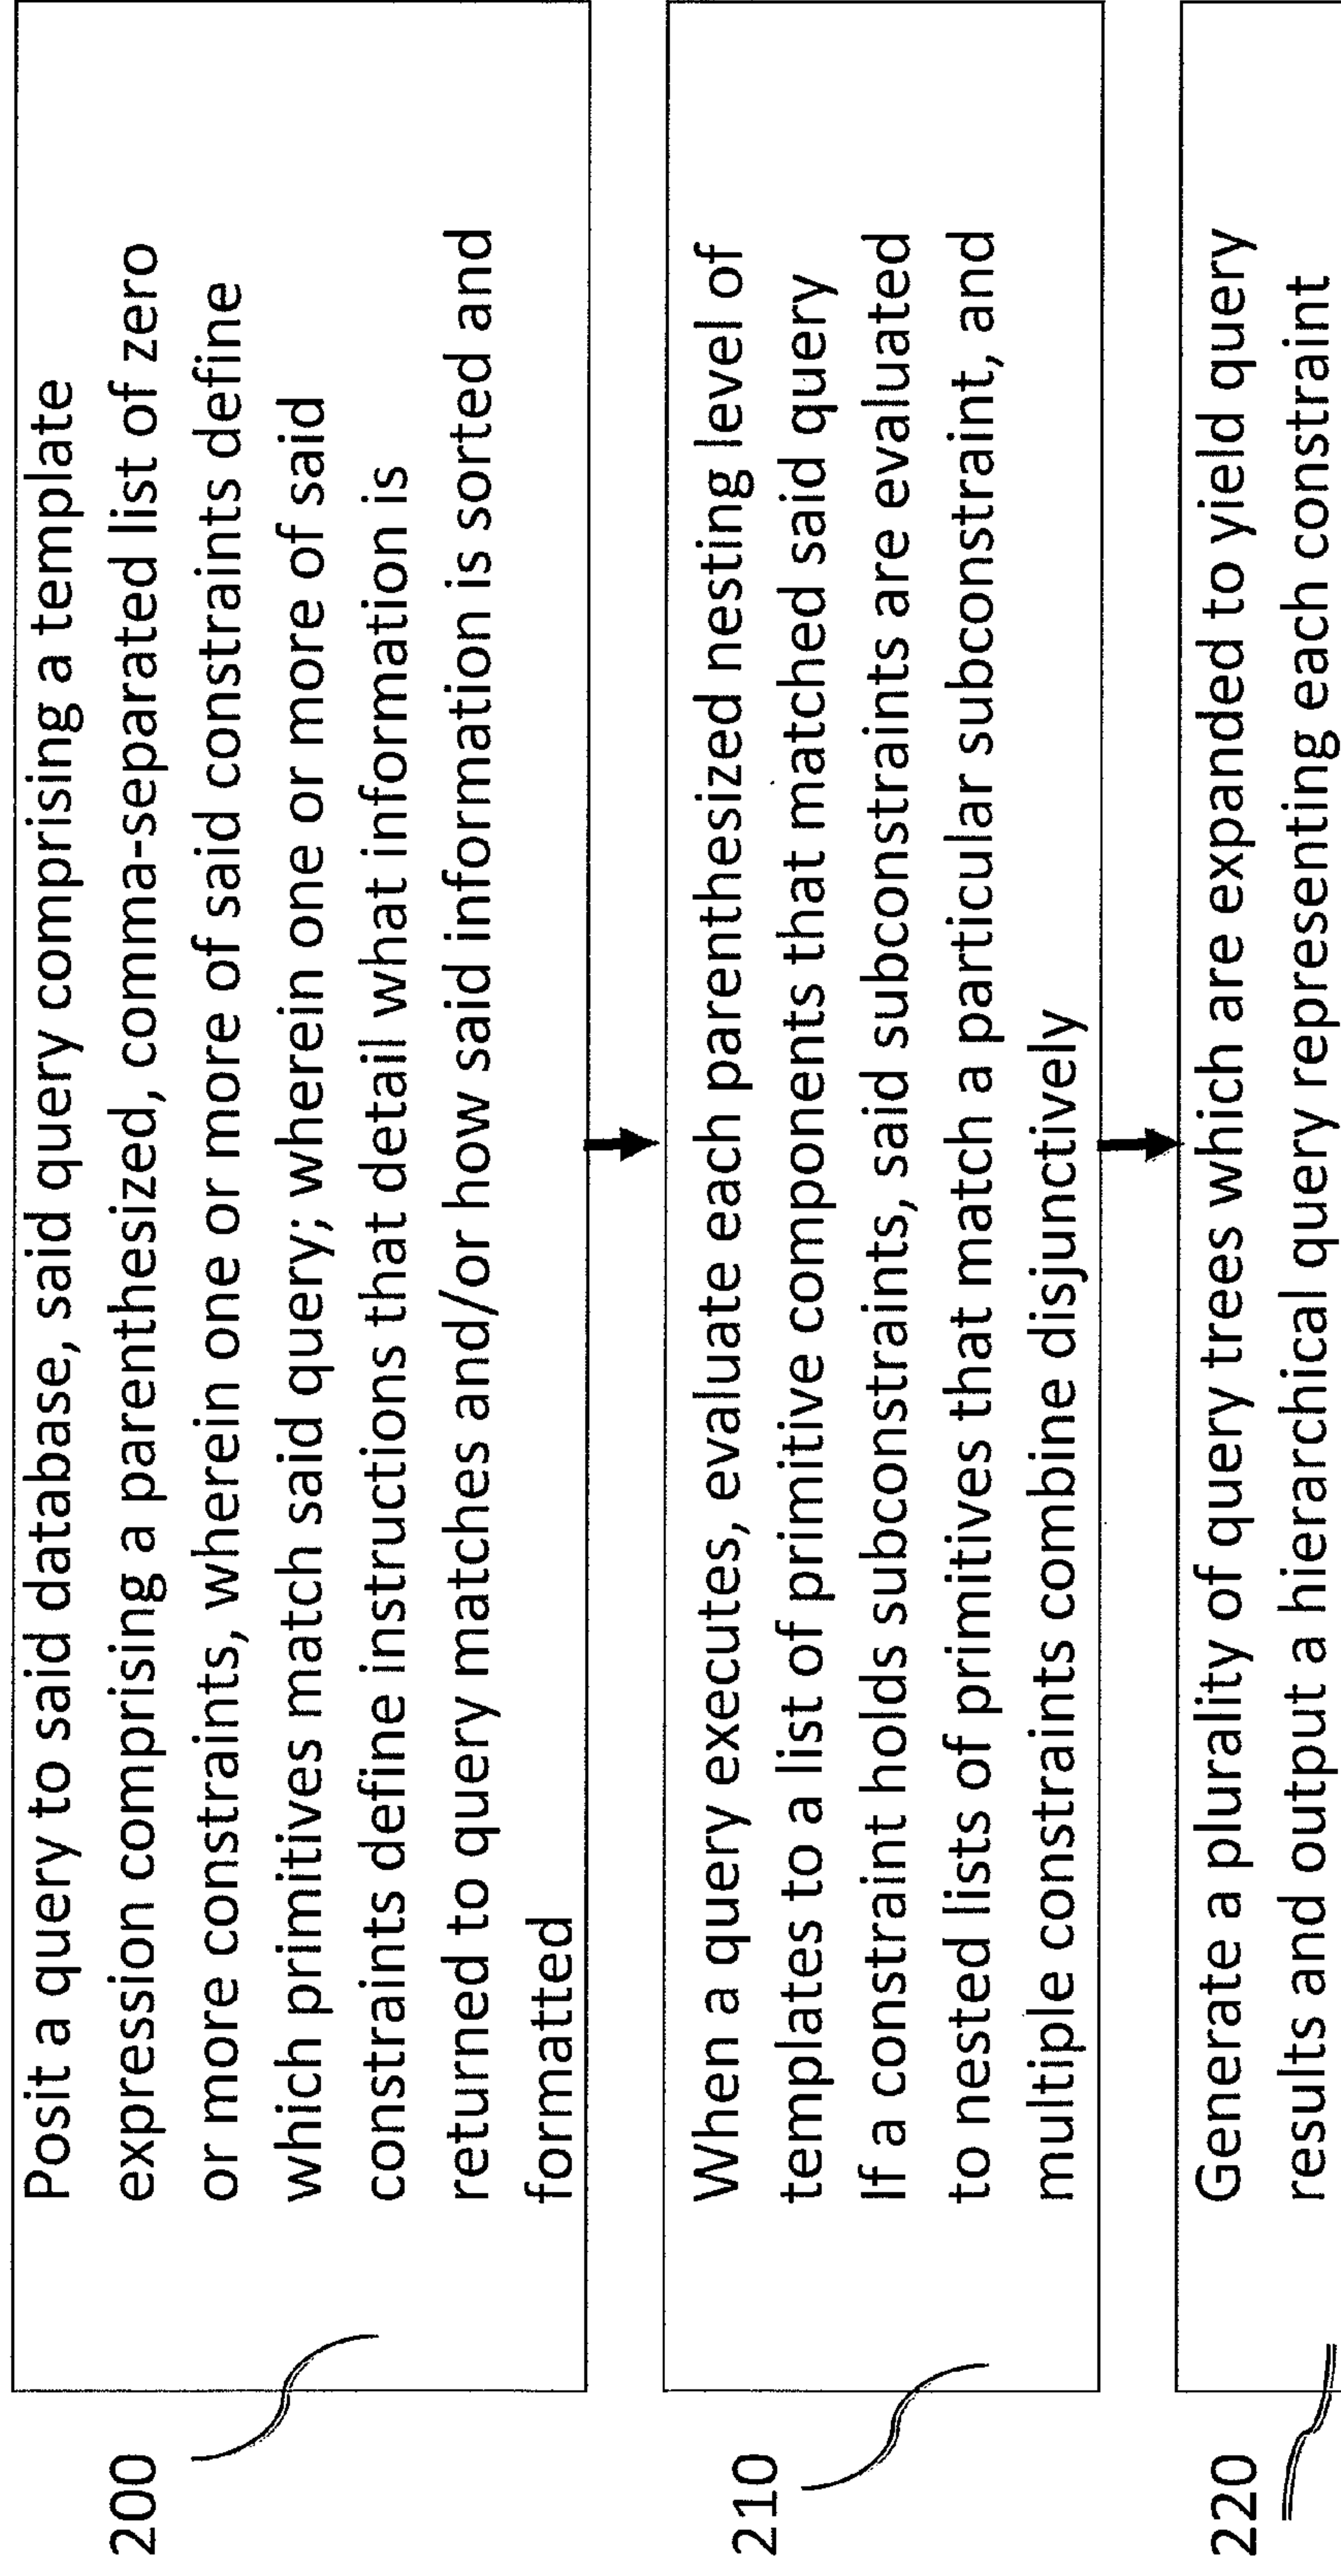 200
Posit a query to said database, said query comprising a template
expression comprising a parenthesized, comma-separated list of zero
or more constraints, wherein one or more of said constraints define
which primitives match said query; wherein one or more of said
constraints define instructions that detail what information is
returned to query matches and/or how said information is sorted and
formatted
210
When a query executes, evaluate each parenthesized nesting level of
templates to a list of primitive components that matched said query
If a constraint holds subconstraints, said subconstraints are evaluated
to nested lists of primitives that match a particular subconstraint, and
multiple constraints combine disjunctively
220
Generate a plurality of query trees which are expanded to yield query
results and output a hierarchical query representing each constraint